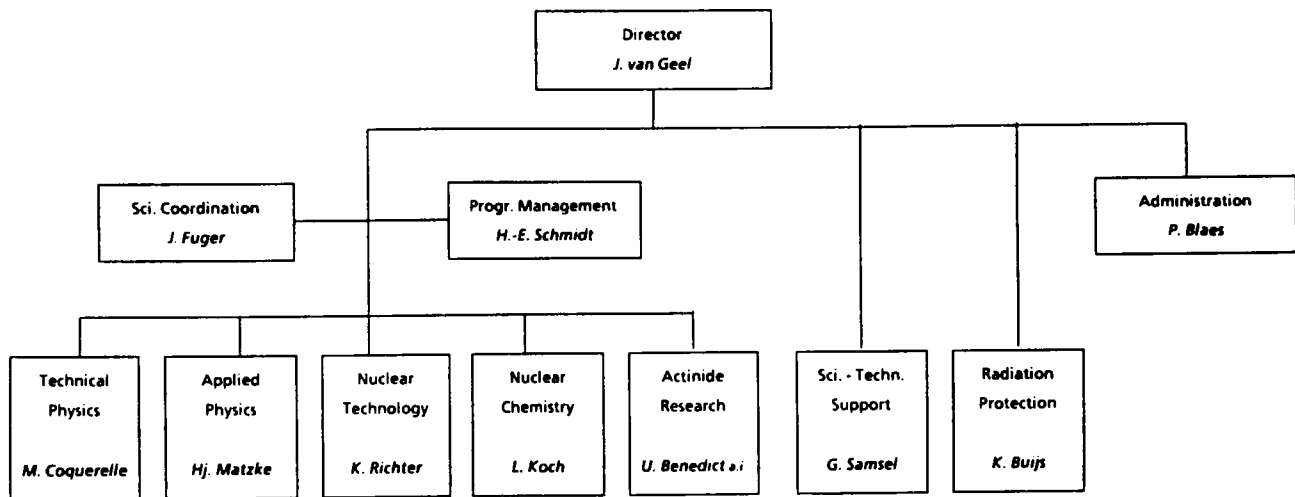 Director
J. van Geel
Sci. Coordination
J. Fuger
Progr. Management
H.-E. Schmidt
Administration
P. Blaes
Technical
Physics
M. Coquerelle
Applied
Physics
Hj. Matzke
Nuclear
Technology
K. Richter
Nuclear
Chemistry
L. Koch
Actinide
Research
U. Benedict a.i
Sci. - Techn.
Support
G. Samsel
Radiation
Protection
K. Buijs